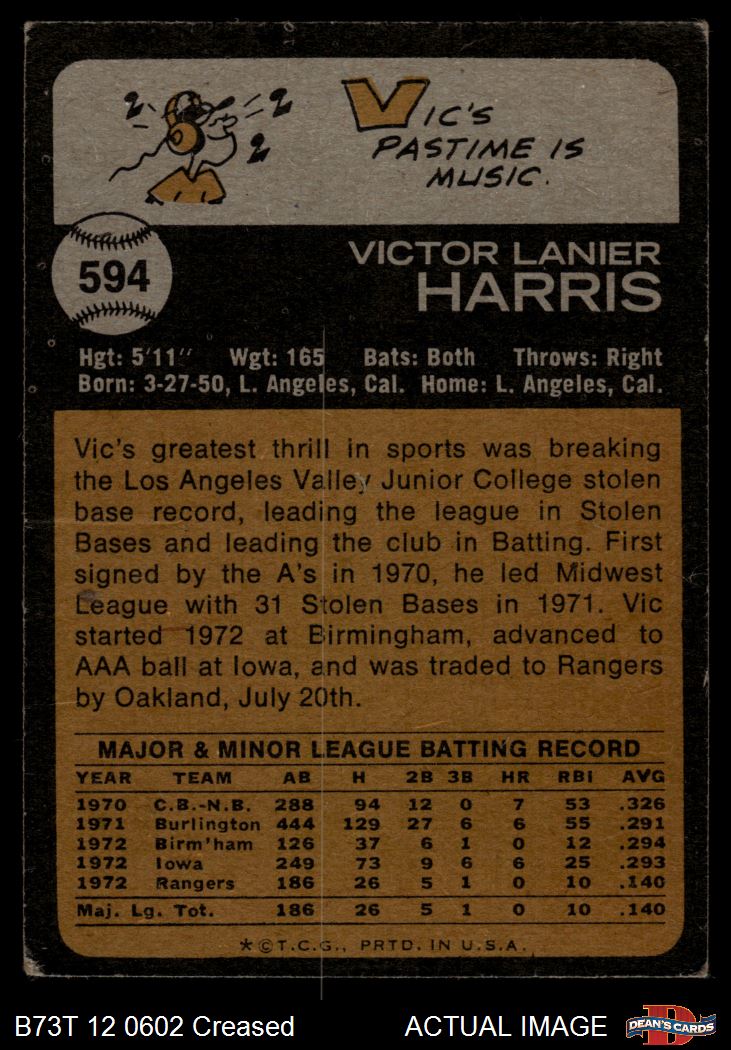 VIC'S
PASTIME IS
MUSIC.
594
VICTOR LANIER
HARRIS
Hgt: 5'11" Wgt: 165 Bats: Both Throws: Right
Born: 3-27-50, L. Angeles, Cal. Home: L. Angeles, Cal.
Vic's greatest thrill in sports was breaking
the Los Angeles Valley Junior College stolen
base record, leading the league in Stolen
Bases and leading the club in Batting. First
signed by the A's in 1970, he led Midwest
League with 31 Stolen Bases in 1971. Vic
started 1972 at Birmingham, advanced to
AAA ball at Iowa, and was traded to Rangers
by Oakland, July 20th.
MAJOR & MINOR LEAGUE BATTING RECORD
YEAR TEAM AB H 2B 3B HR RBI AVG
1970 C.B.-N.B. 288 94 12 0 7 53 .326
1971 Burlington 444 129 27 6 6 55 .291
1972 Birm'ham 126 37 6 1 0 12 .294
1972 Iowa 249 73 9 6 6 25 .293
1972 Rangers 186 26 5 1 0 10 .140
Maj. Lg. Tot. 186 26 5 1 0 10 .140
*©T.C.G., PRTD. IN U.S.A.
B73T 12 0602 Creased ACTUAL IMAGE D DEAN'S CARDS